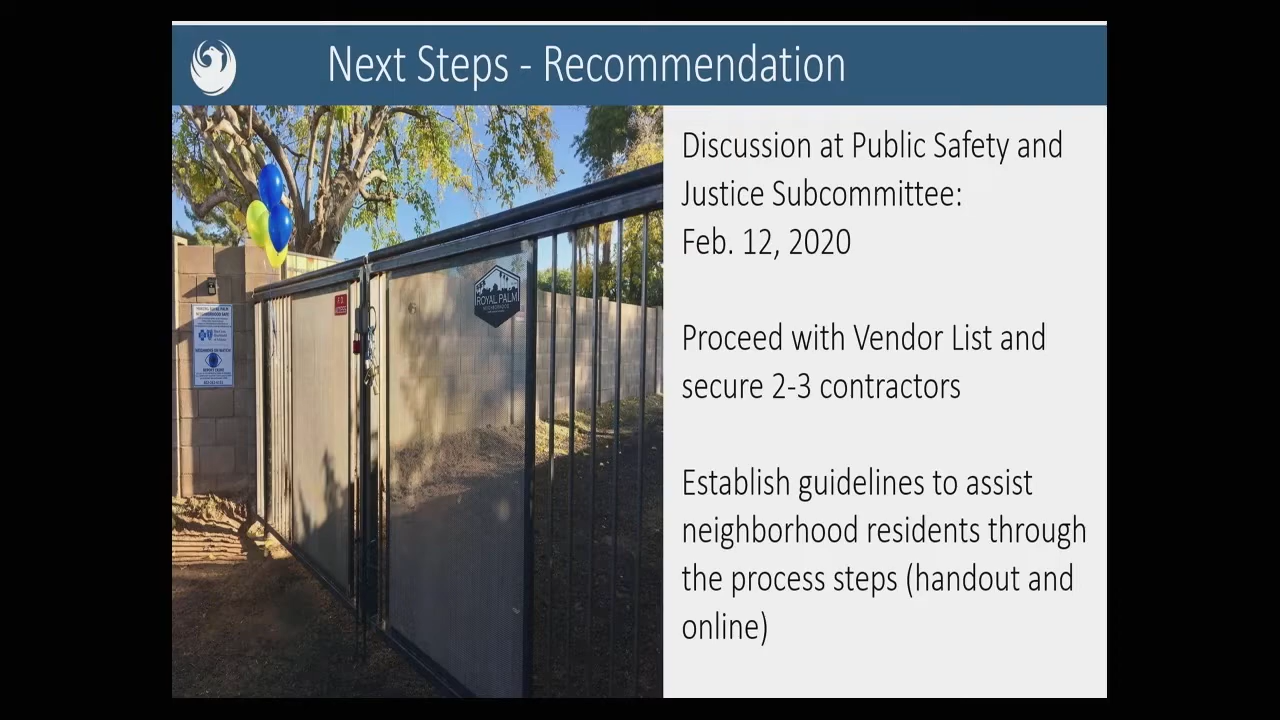 Next Steps - Recommendation
Discussion at Public Safety and
Justice Subcommittee:
Feb. 12, 2020
Proceed with Vendor List and
secure 2-3 contractors
Establish guidelines to assist
neighborhood residents through
the process steps (handout and
online)
ROYAL PALM